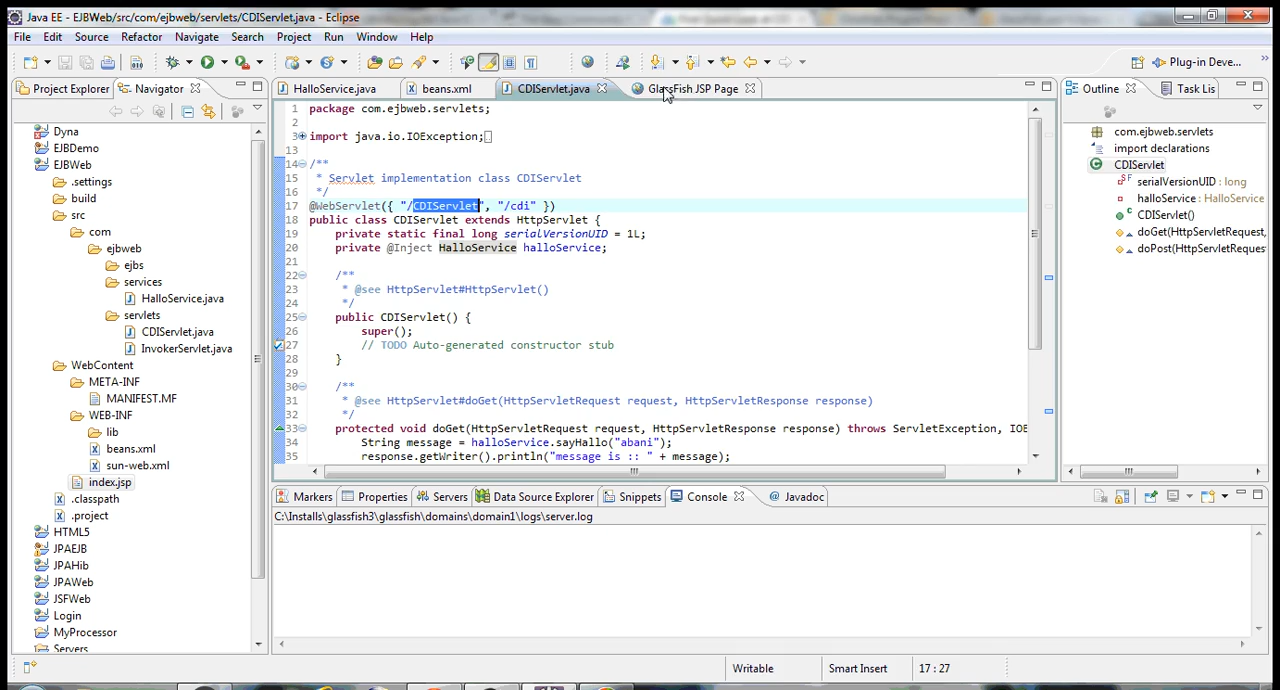 Java EE - EJBWeb/src/com/ejbweb/servlets/CDIServlet.java - Eclipse
File Edit Source Refactor Navigate Search Project Run Window Help
Plug-in Deve...
Project Explorer Navigator
HalloService.java beans.xml CDIServlet.java GlassFish JSP Page
Outline Task Lis
Dyna
EJBDemo
EJBWeb
.settings
build
src
com
ejbweb
ejbs
services
HalloService.java
servlets
CDIServlet.java
InvokerServlet.java
WebContent
META-INF
MANIFEST.MF
WEB-INF
lib
beans.xml
sun-web.xml
index.jsp
.classpath
.project
HTML5
JPAEJB
JPAHib
JPAWeb
JSFWeb
Login
MyProcessor
Servers
1 package com.ejbweb.servlets;
2
3 import java.io.IOException;
13
14 /**
15 * Servlet implementation class CDIServlet
16 */
17 @WebServlet({ "/CDIServlet", "/cdi" })
18 public class CDIServlet extends HttpServlet {
19 private static final long serialVersionUID = 1L;
20 private @Inject HalloService halloService;
21
22 /**
23 * @see HttpServlet#HttpServlet()
24 */
25 public CDIServlet() {
26 super();
27 // TODO Auto-generated constructor stub
28 }
29
30 /**
31 * @see HttpServlet#doGet(HttpServletRequest request, HttpServletResponse response)
32 */
33 protected void doGet(HttpServletRequest request, HttpServletResponse response) throws ServletException, IOE
34 String message = halloService.sayHallo("abani");
35 response.getWriter().println("message is :: " + message);
com.ejbweb.servlets
import declarations
CDIServlet
serialVersionUID : long
halloService : HalloService
CDIServlet()
doGet(HttpServletRequest,
doPost(HttpServletReques
Markers Properties Servers Data Source Explorer Snippets Console Javadoc
C:\Installs\glassfish3\glassfish\domains\domain1\logs\server.log
Writable Smart Insert 17 : 27